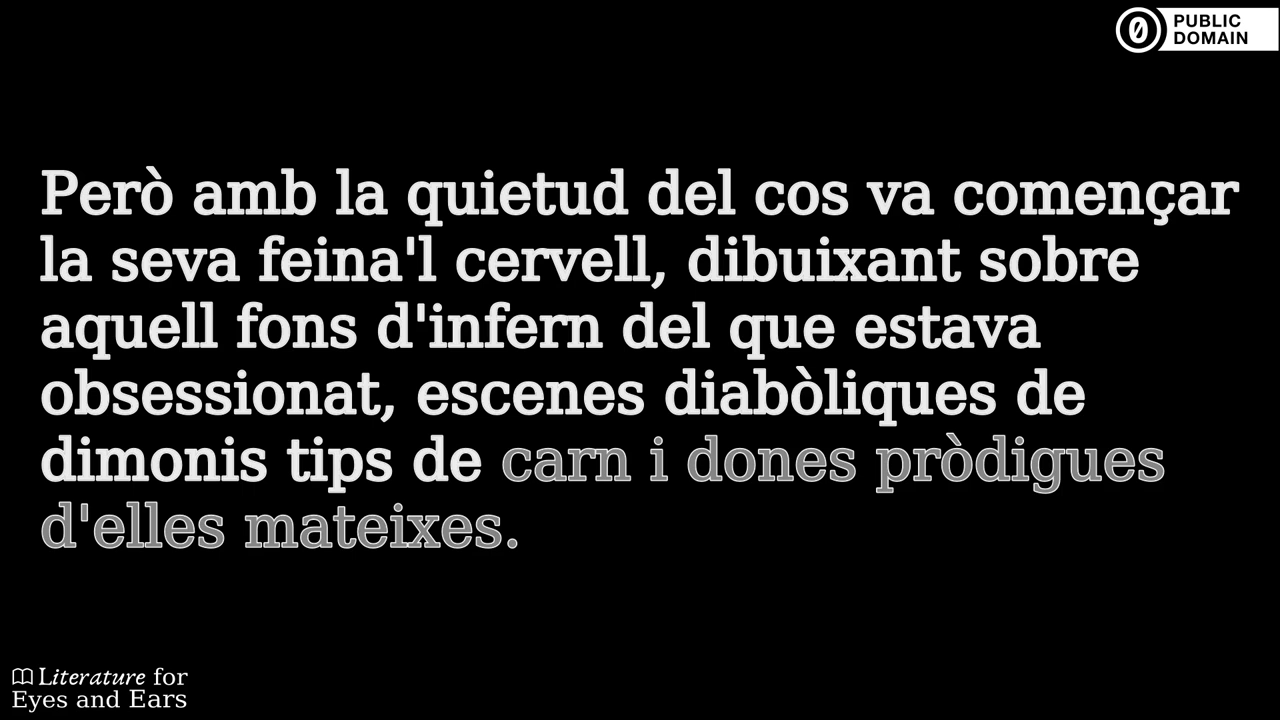 PUBLIC
DOMAIN
Però amb la quietud del cos va començar
la seva feina'l cervell, dibuixant sobre
aquell fons d'infern del que estava
obsessionat, escenes diabòliques de
dimonis tips de carn i dones pròdigues
d'elles mateixes.
Literature for
Eyes and Ears